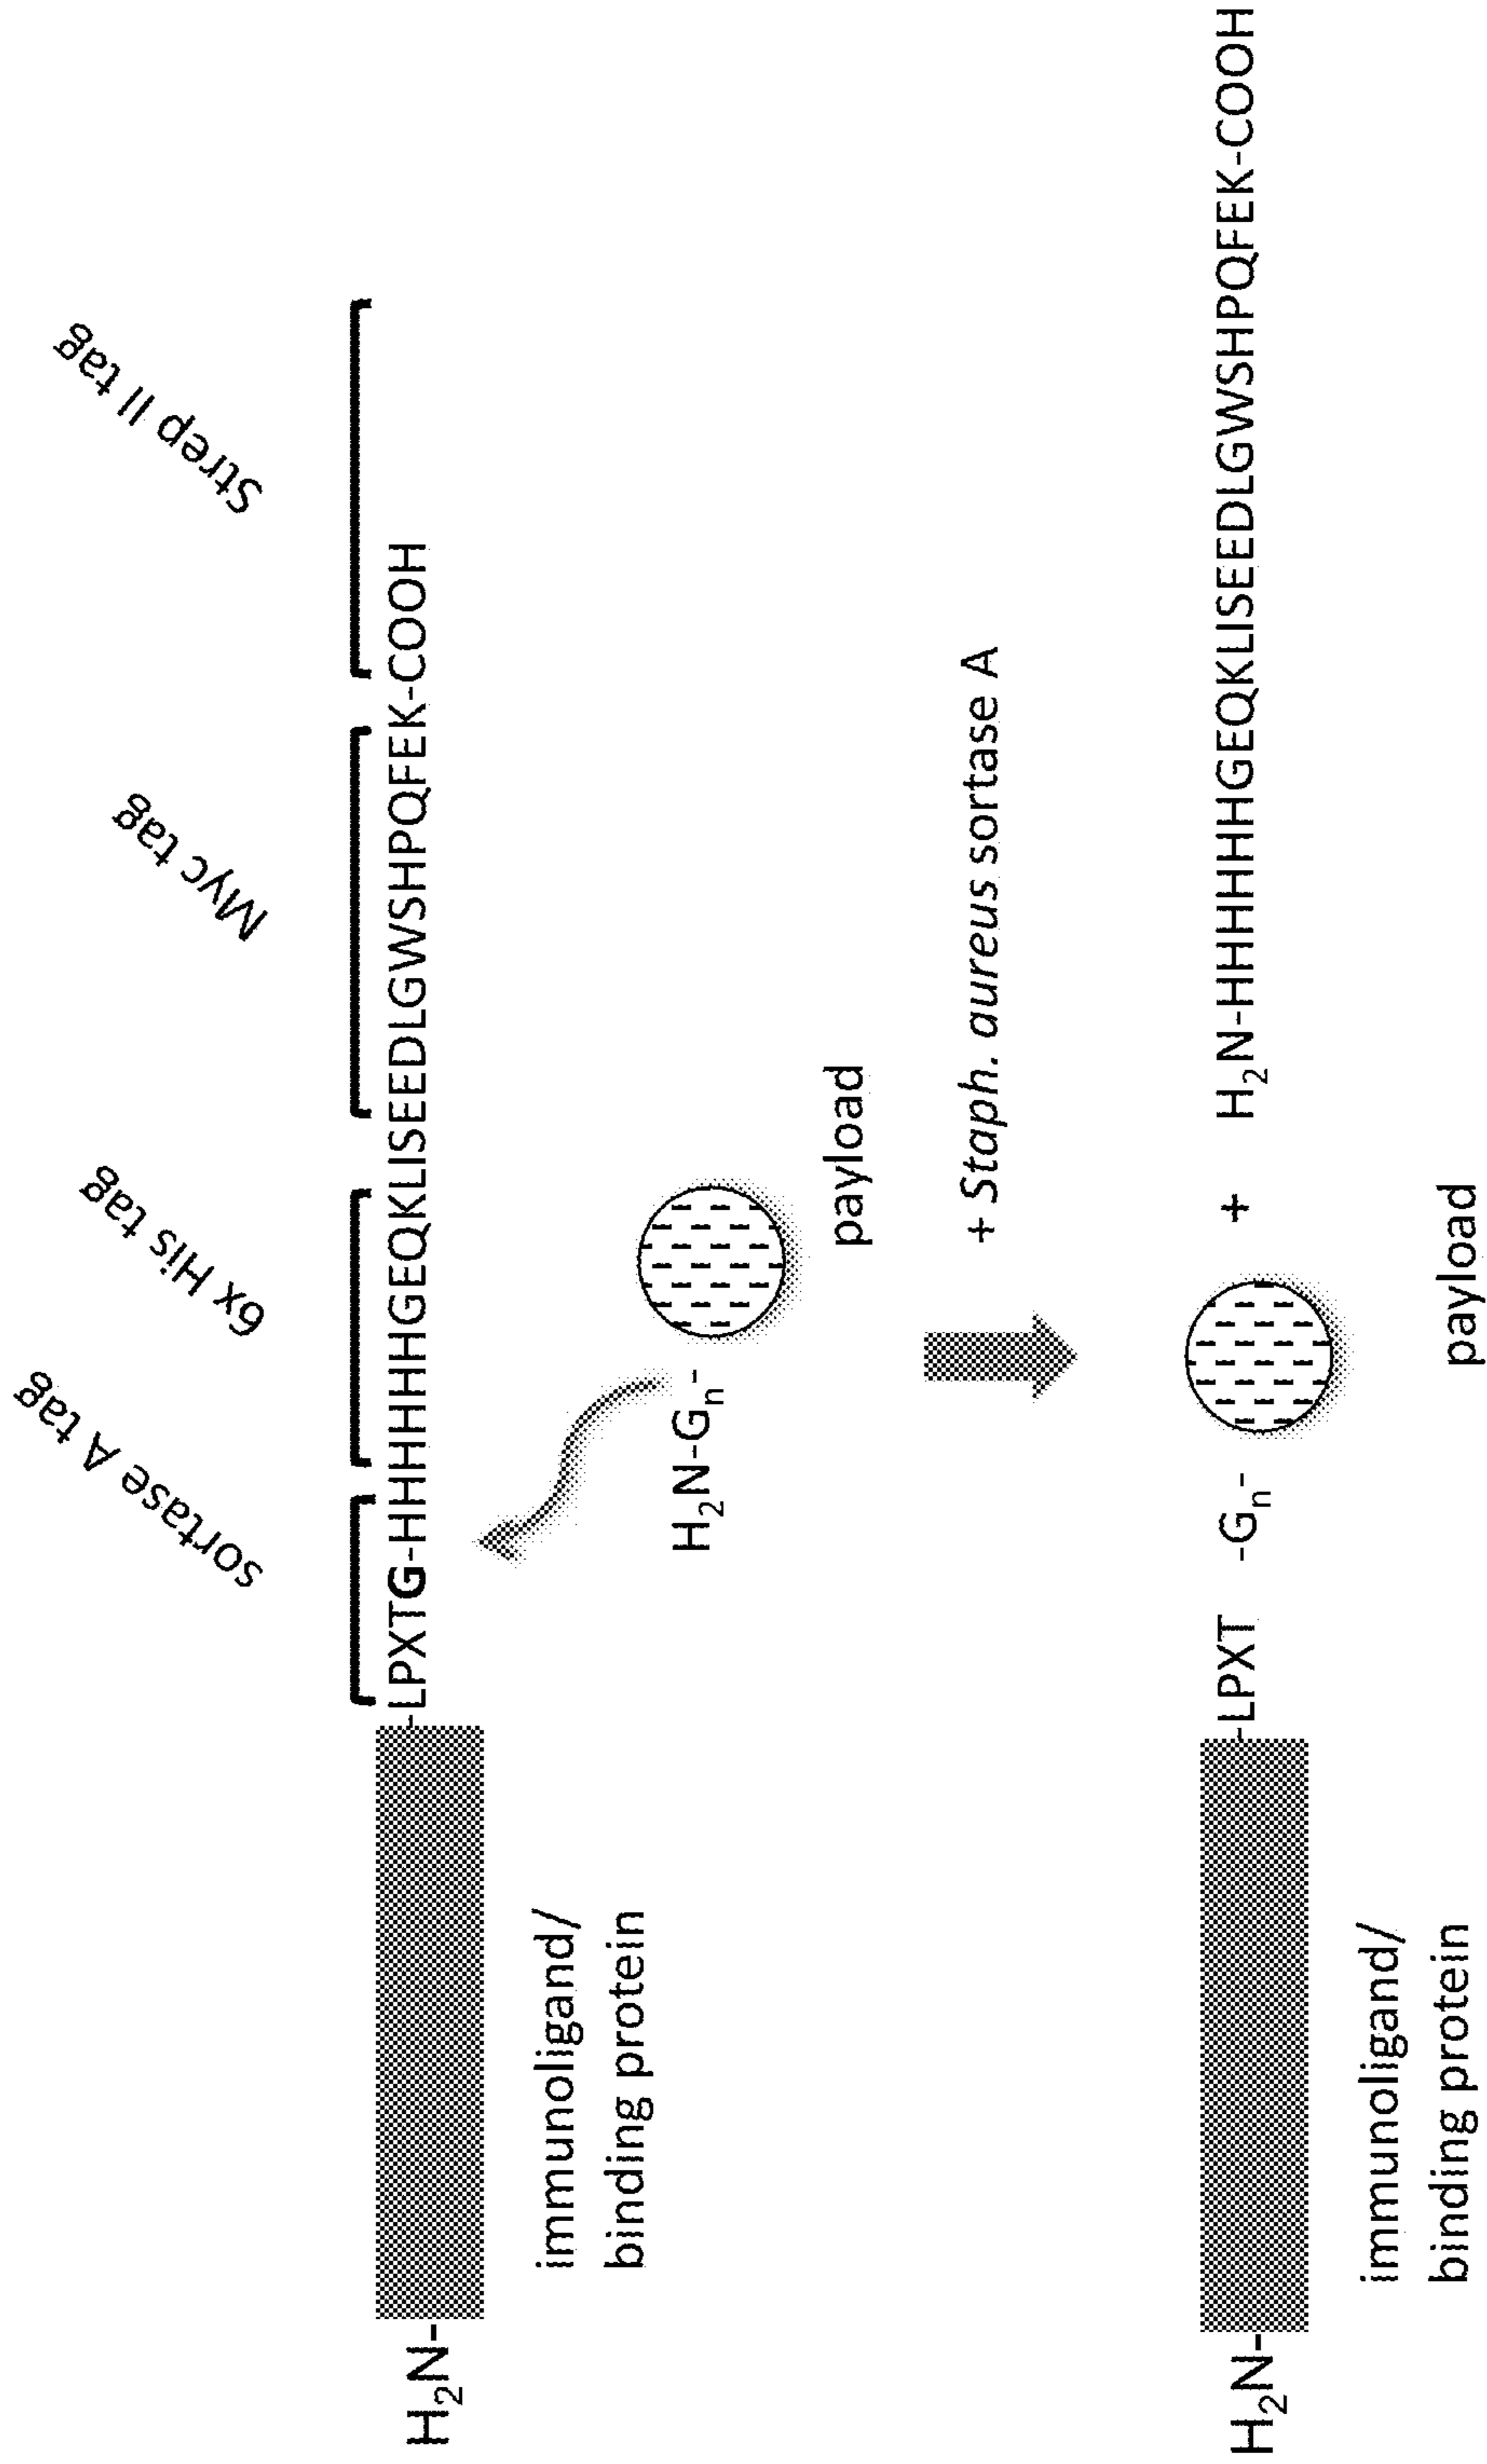 sortase A tag
6x His tag
Myc tag
Strep II tag
H₂N-
-LPXTG-HHHHHHGEQKLISEEDLGWSHPQFEK-COOH
immunoligand/
binding protein
H₂N-Gₙ-
payload
+ Staph. aureus sortase A
H₂N-
-LPXT -Gₙ- + H₂N-HHHHHHGEQKLISEEDLGWSHPQFEK-COOH
immunoligand/
binding protein
payload